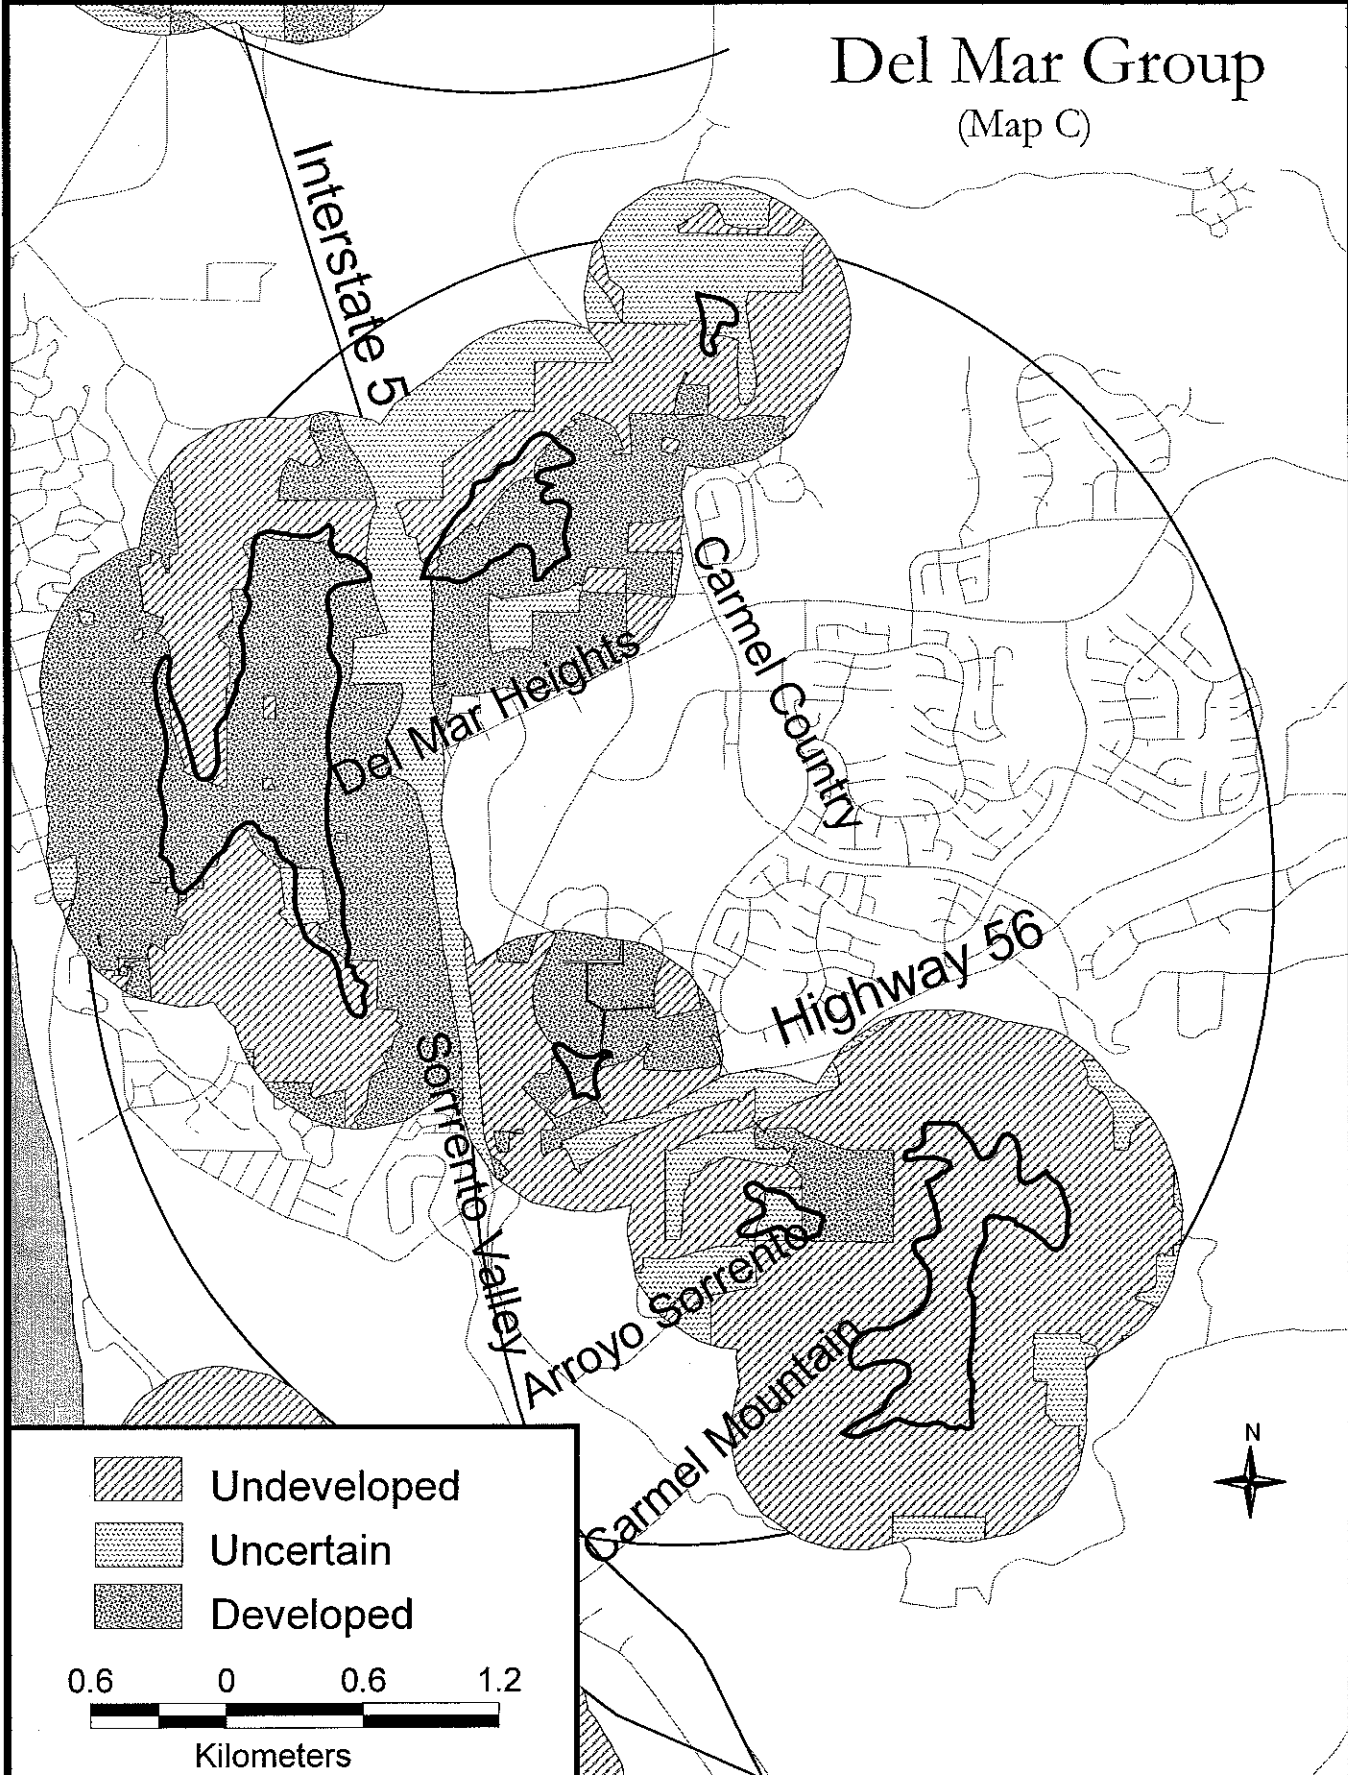 Del Mar Group
(Map C)
Interstate 5
Carmel Country
Del Mar Heights
Highway 56
Sorrento Valley
Arroyo Sorrento
Carmel Mountain
N
Undeveloped
Uncertain
Developed
0.6 0 0.6 1.2
Kilometers